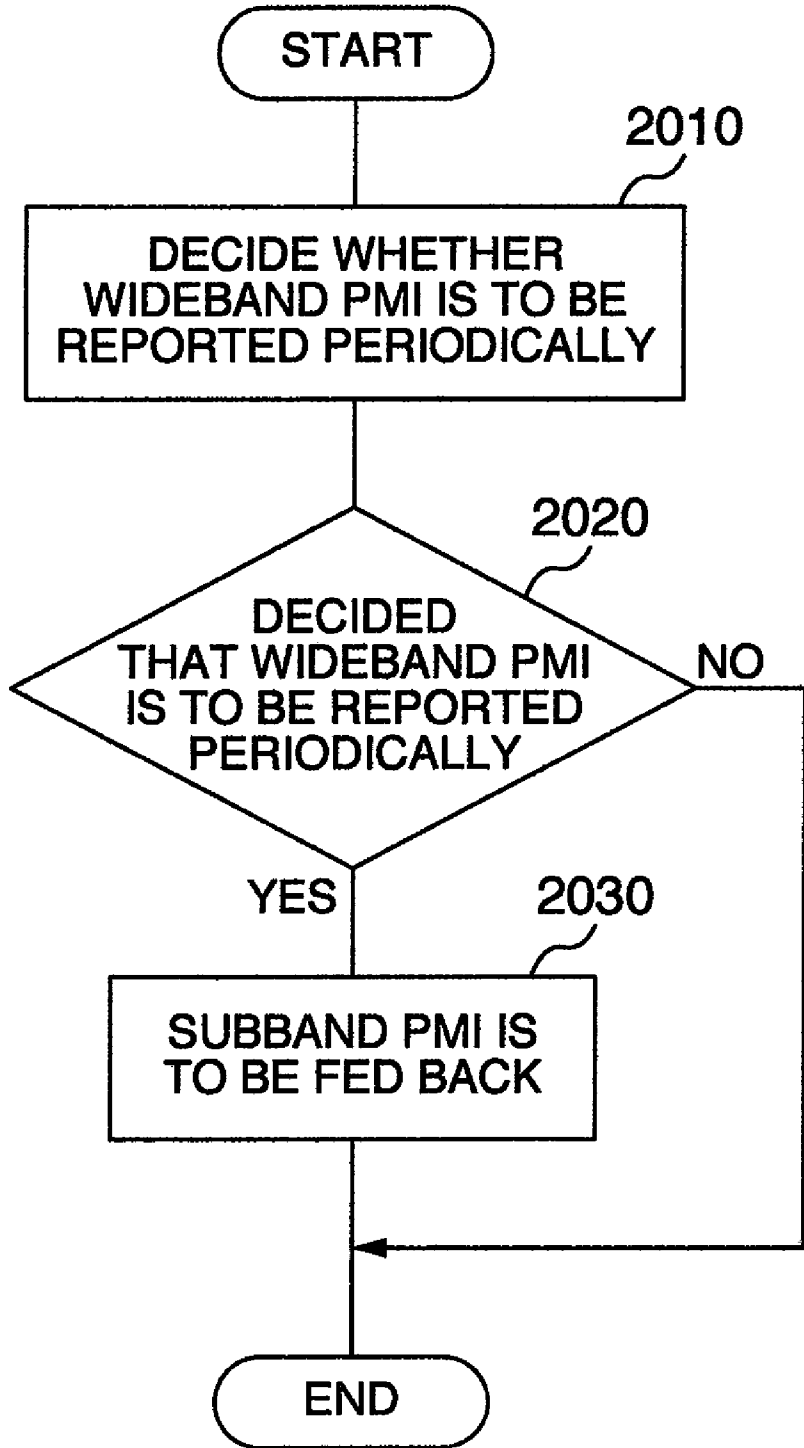 START
2010
DECIDE WHETHER
WIDEBAND PMI IS TO BE
REPORTED PERIODICALLY
2020
DECIDED
THAT WIDEBAND PMI
IS TO BE REPORTED
PERIODICALLY
NO
YES
2030
SUBBAND PMI IS
TO BE FED BACK
END